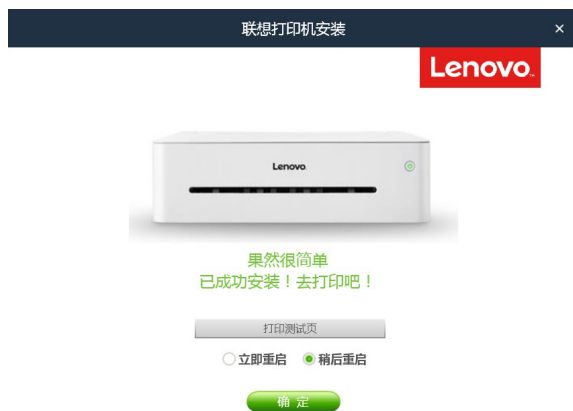 联想打印机安装
×
Lenovo™
Lenovo
果然很简单
已成功安装！去打印吧！
打印测试页
立即重启 稍后重启
确 定